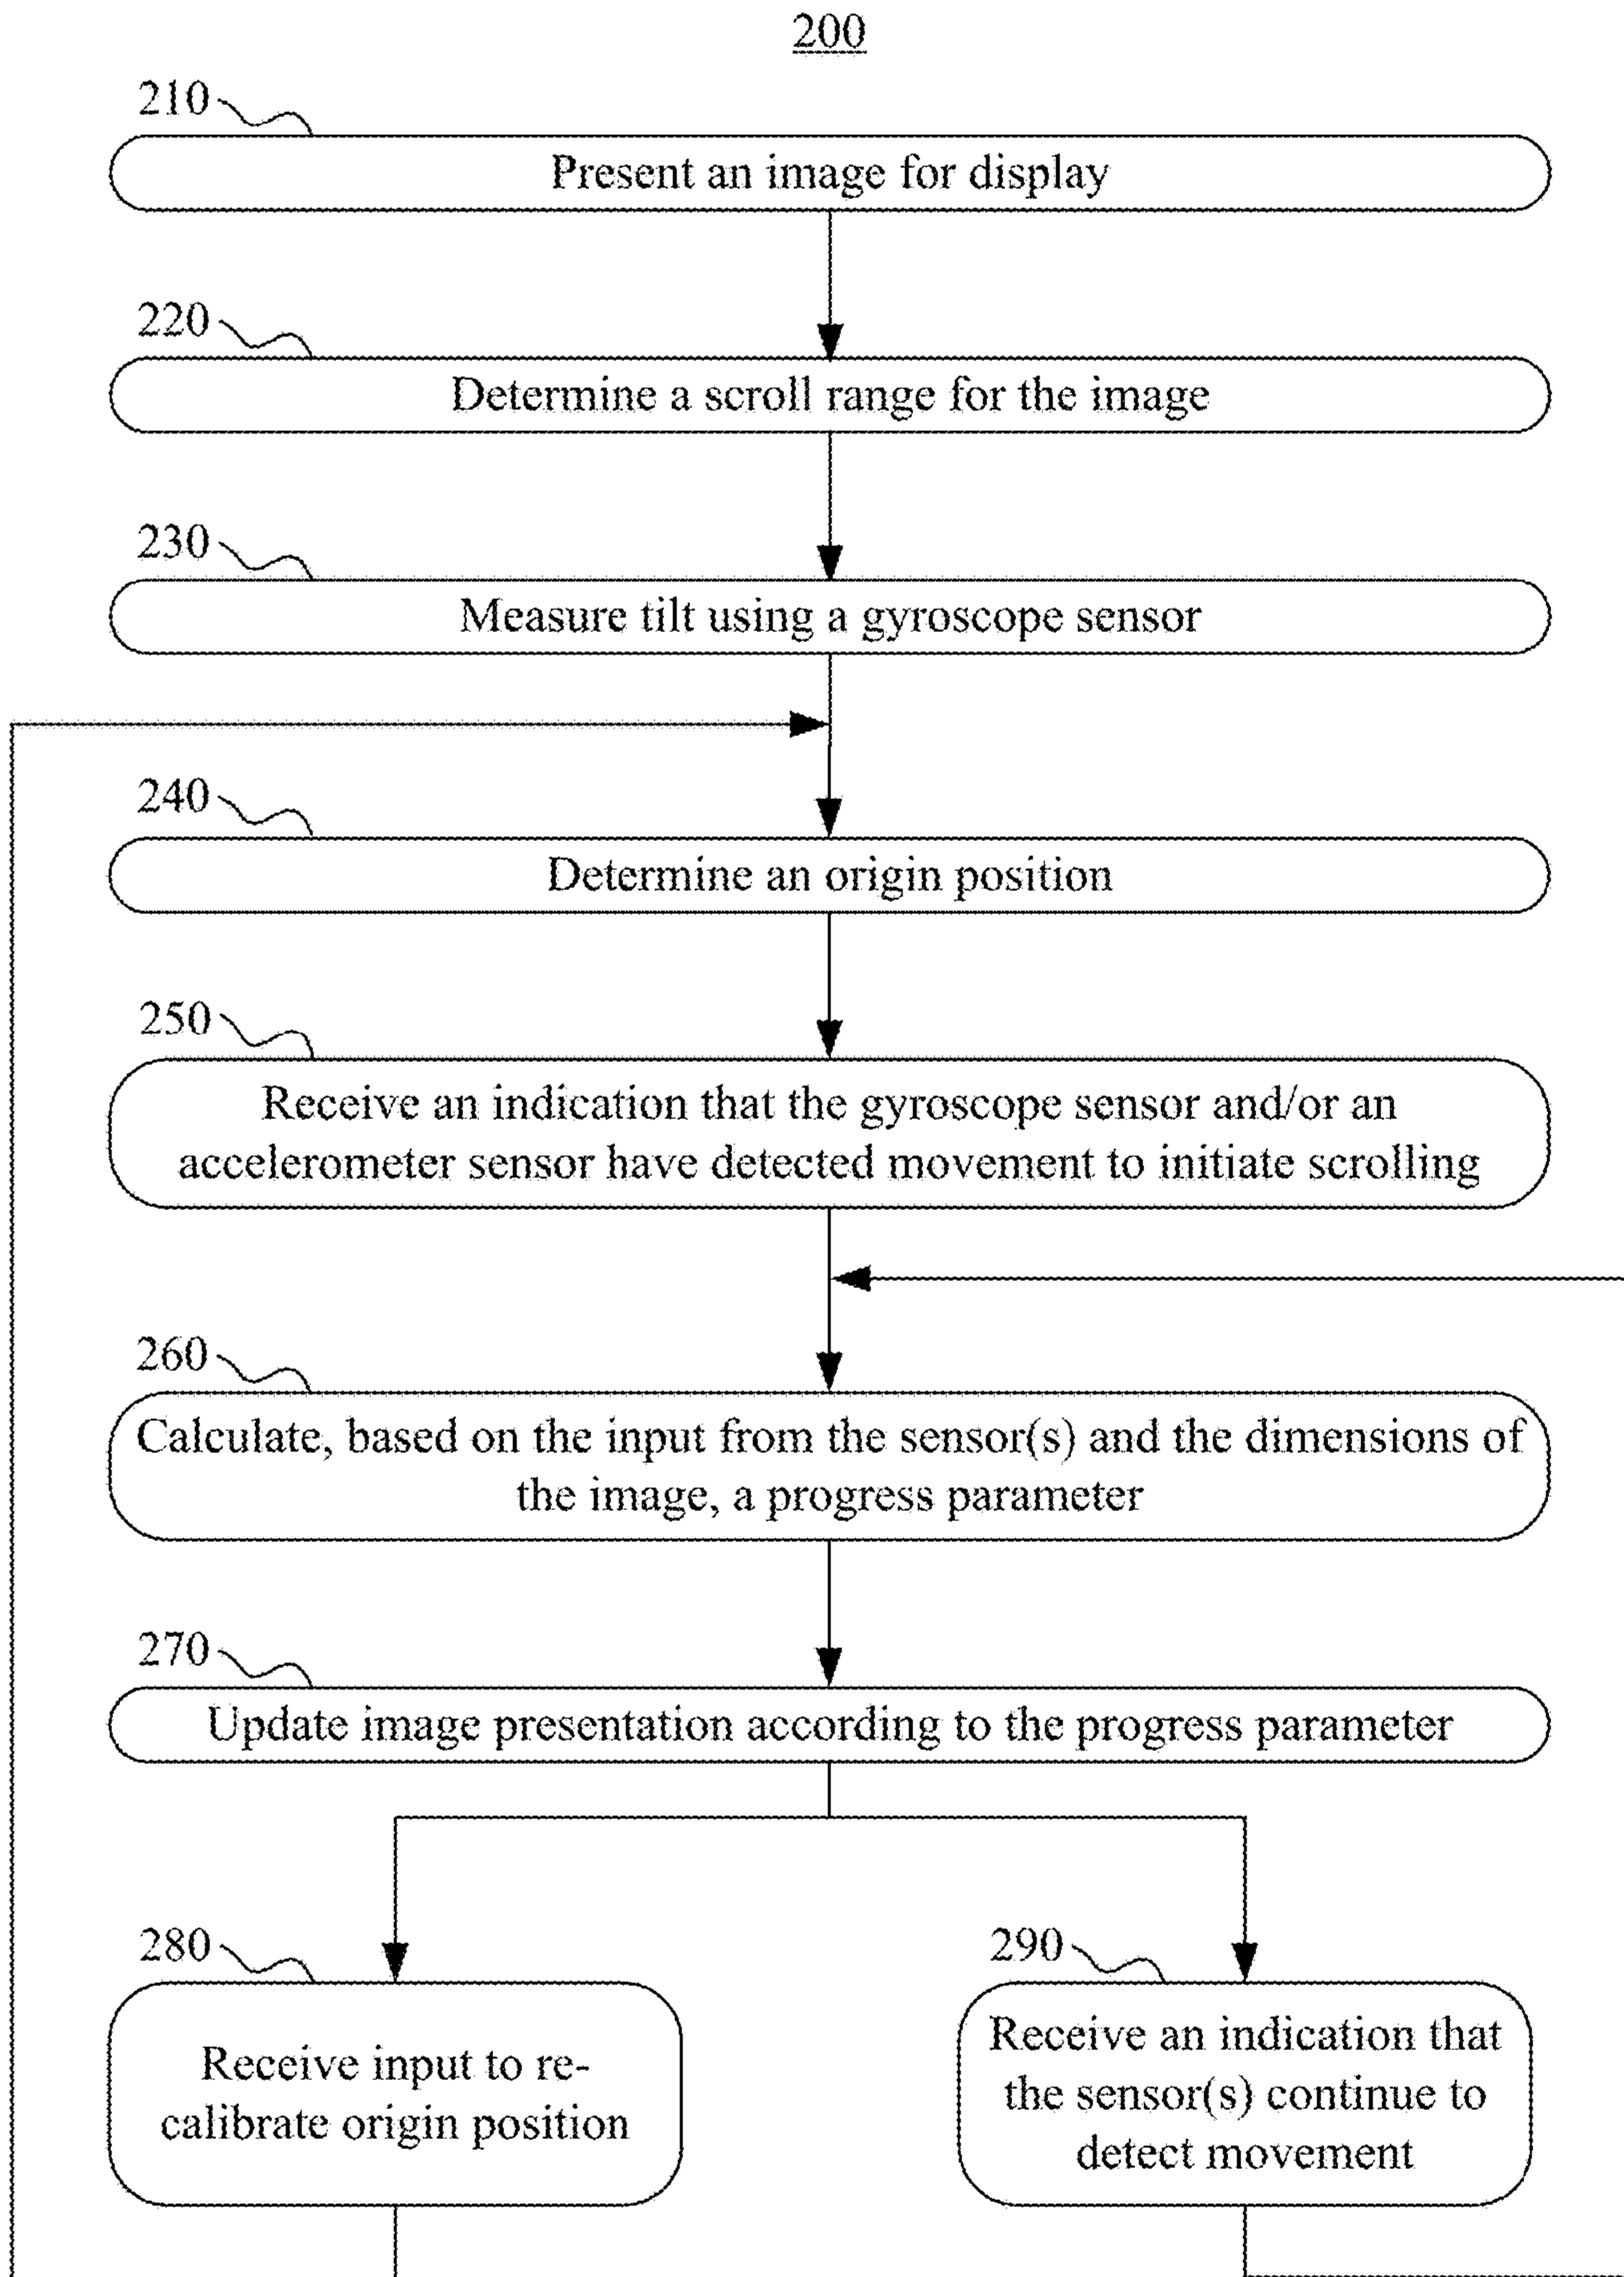 200
210
Present an image for display
220
Determine a scroll range for the image
230
Measure tilt using a gyroscope sensor
240
Determine an origin position
250
Receive an indication that the gyroscope sensor and/or an
accelerometer sensor have detected movement to initiate scrolling
260
Calculate, based on the input from the sensor(s) and the dimensions of
the image, a progress parameter
270
Update image presentation according to the progress parameter
280
Receive input to re-
calibrate origin position
290
Receive an indication that
the sensor(s) continue to
detect movement